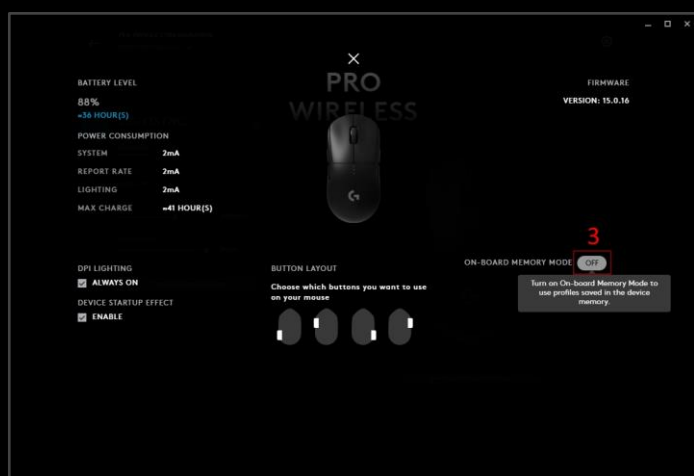 PRO
WIRELESS
BATTERY LEVEL
88%
≈36 HOUR(S)
POWER CONSUMPTION
SYSTEM 2mA
REPORT RATE 2mA
LIGHTING 2mA
MAX CHARGE ≈41 HOUR(S)
FIRMWARE
VERSION: 15.0.16
DPI LIGHTING
ALWAYS ON
DEVICE STARTUP EFFECT
ENABLE
BUTTON LAYOUT
Choose which buttons you want to use
on your mouse
3
ON-BOARD MEMORY MODE OFF
Turn on On-board Memory Mode to
use profiles saved in the device
memory.